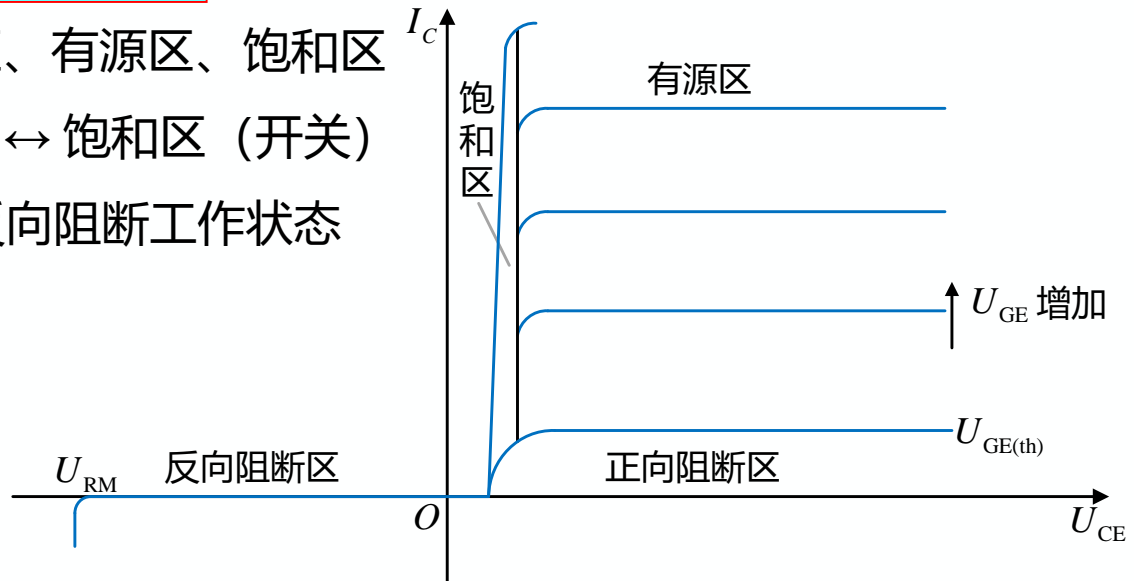 、有源区、饱和区
↔ 饱和区（开关）
反向阻断工作状态
I_C
饱和区
有源区
U_GE 增加
U_GE(th)
U_RM
反向阻断区
正向阻断区
O
U_CE